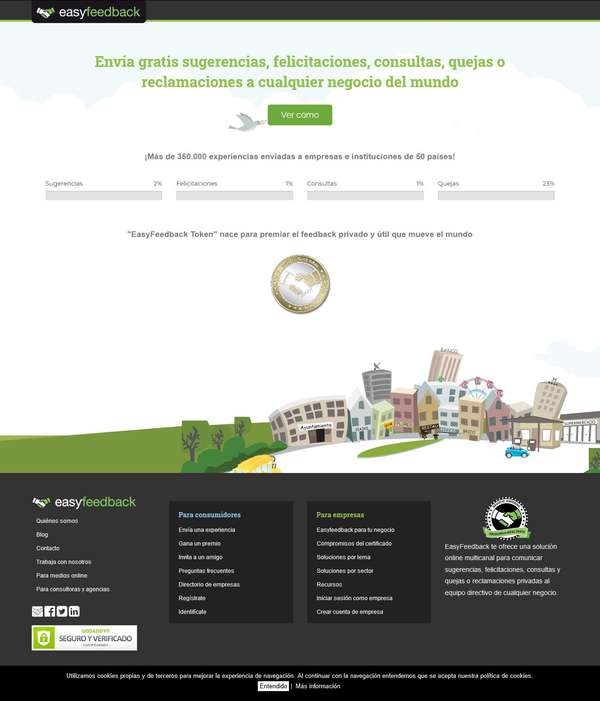 easyfeedback
Envía gratis sugerencias, felicitaciones, consultas, quejas o
reclamaciones a cualquier negocio del mundo
Ver cómo
¡Más de 350.000 experiencias enviadas a empresas e instituciones de 50 países!
Sugerencias 2%
Felicitaciones 1%
Consultas 1%
Quejas 23%
"EasyFeedback Token" nace para premiar el feedback privado y útil que mueve el mundo
BANCO
Ayuntamiento
SUPERMERCADO
easyfeedback
Quiénes somos
Blog
Contacto
Trabaja con nosotros
Para medios online
Para consultoras y agencias
GODADDY
SEGURO Y VERIFICADO
Para consumidores
Envía una experiencia
Gana un premio
Invita a un amigo
Preguntas frecuentes
Directorio de empresas
Regístrate
Identifícate
Para empresas
Easyfeedback para tu negocio
Compromisos del certificado
Soluciones por tema
Soluciones por sector
Recursos
Iniciar sesión como empresa
Crear cuenta de empresa
EasyFeedback te ofrece una solución
online multicanal para comunicar
sugerencias, felicitaciones, consultas y
quejas o reclamaciones privadas al
equipo directivo de cualquier negocio.
Utilizamos cookies propias y de terceros para mejorar la experiencia de navegación. Al continuar con la navegación entendemos que se acepta nuestra política de cookies.
Entendido | Más información